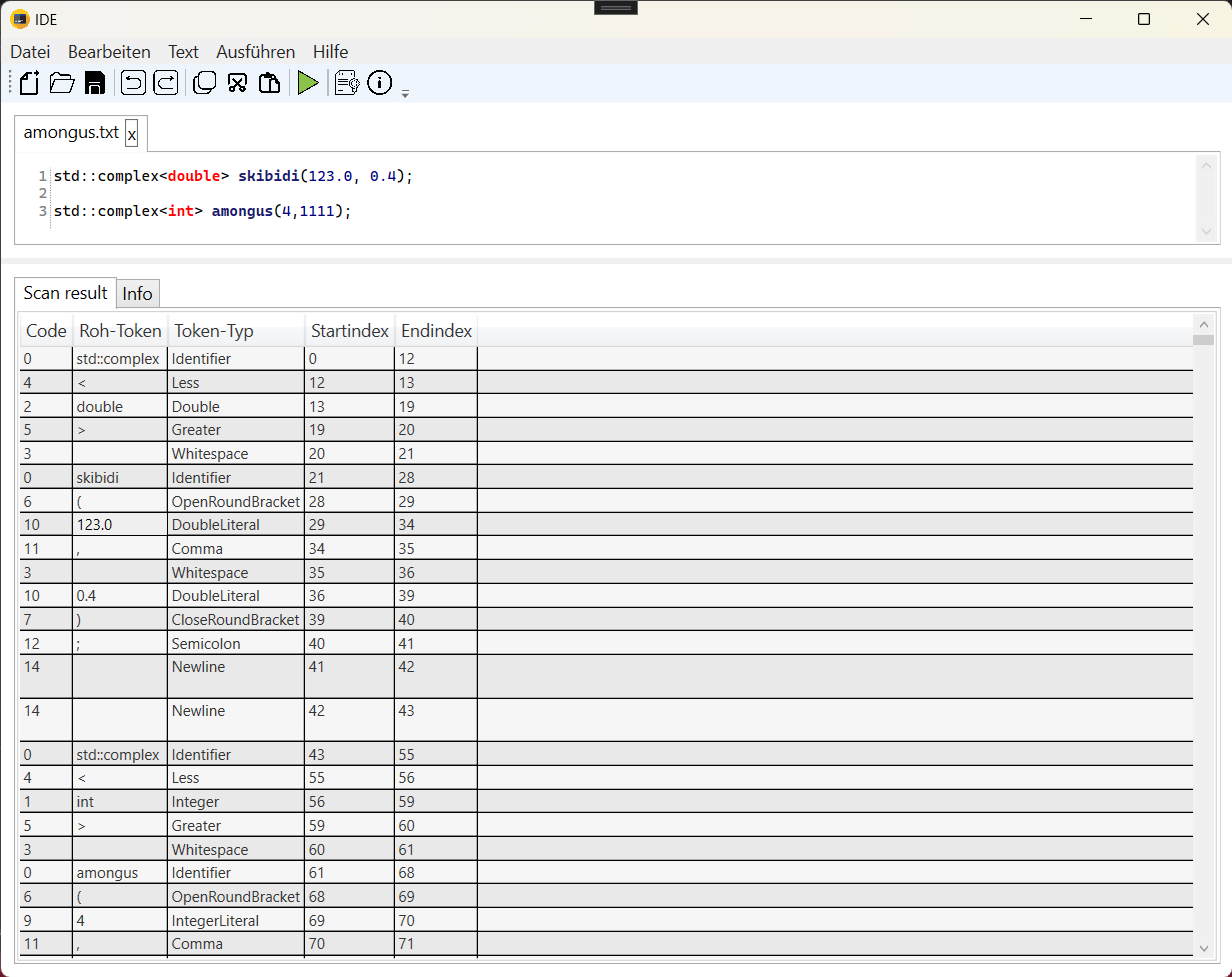 IDE
Datei Bearbeiten Text Ausführen Hilfe
amongus.txt x
1 std::complex<double> skibidi(123.0, 0.4);
2
3 std::complex<int> amongus(4,1111);
Scan result Info
Code Roh-Token Token-Typ Startindex Endindex
0 std::complex Identifier 0 12
4 < Less 12 13
2 double Double 13 19
5 > Greater 19 20
3 Whitespace 20 21
0 skibidi Identifier 21 28
6 ( OpenRoundBracket 28 29
10 123.0 DoubleLiteral 29 34
11 , Comma 34 35
3 Whitespace 35 36
10 0.4 DoubleLiteral 36 39
7 ) CloseRoundBracket 39 40
12 ; Semicolon 40 41
14 Newline 41 42
14 Newline 42 43
0 std::complex Identifier 43 55
4 < Less 55 56
1 int Integer 56 59
5 > Greater 59 60
3 Whitespace 60 61
0 amongus Identifier 61 68
6 ( OpenRoundBracket 68 69
9 4 IntegerLiteral 69 70
11 , Comma 70 71